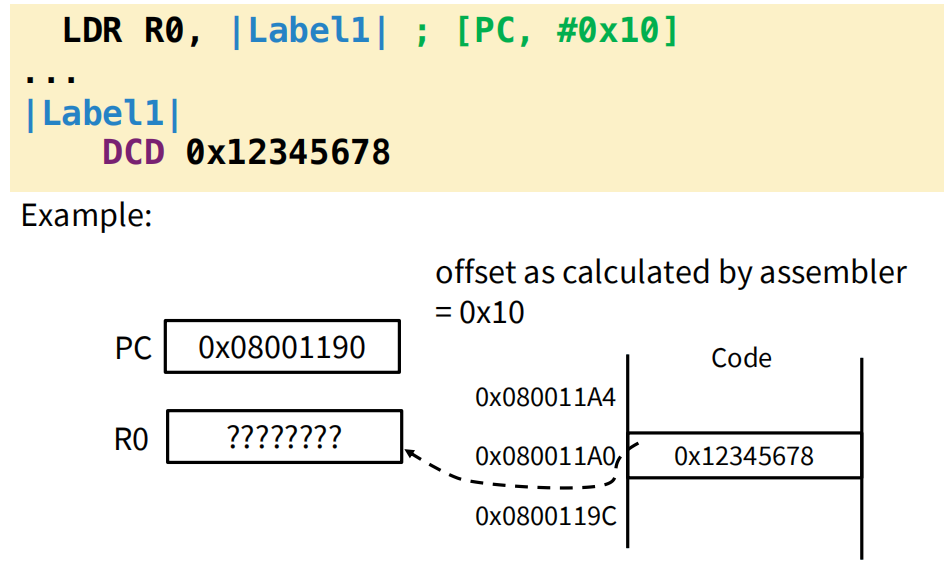 LDR R0, |Label1| ; [PC, #0x10]
...
|Label1|
DCD 0x12345678
Example:
offset as calculated by assembler
= 0x10
PC 0x08001190
Code
0x080011A4
R0 ????????
0x080011A0 0x12345678
0x0800119C